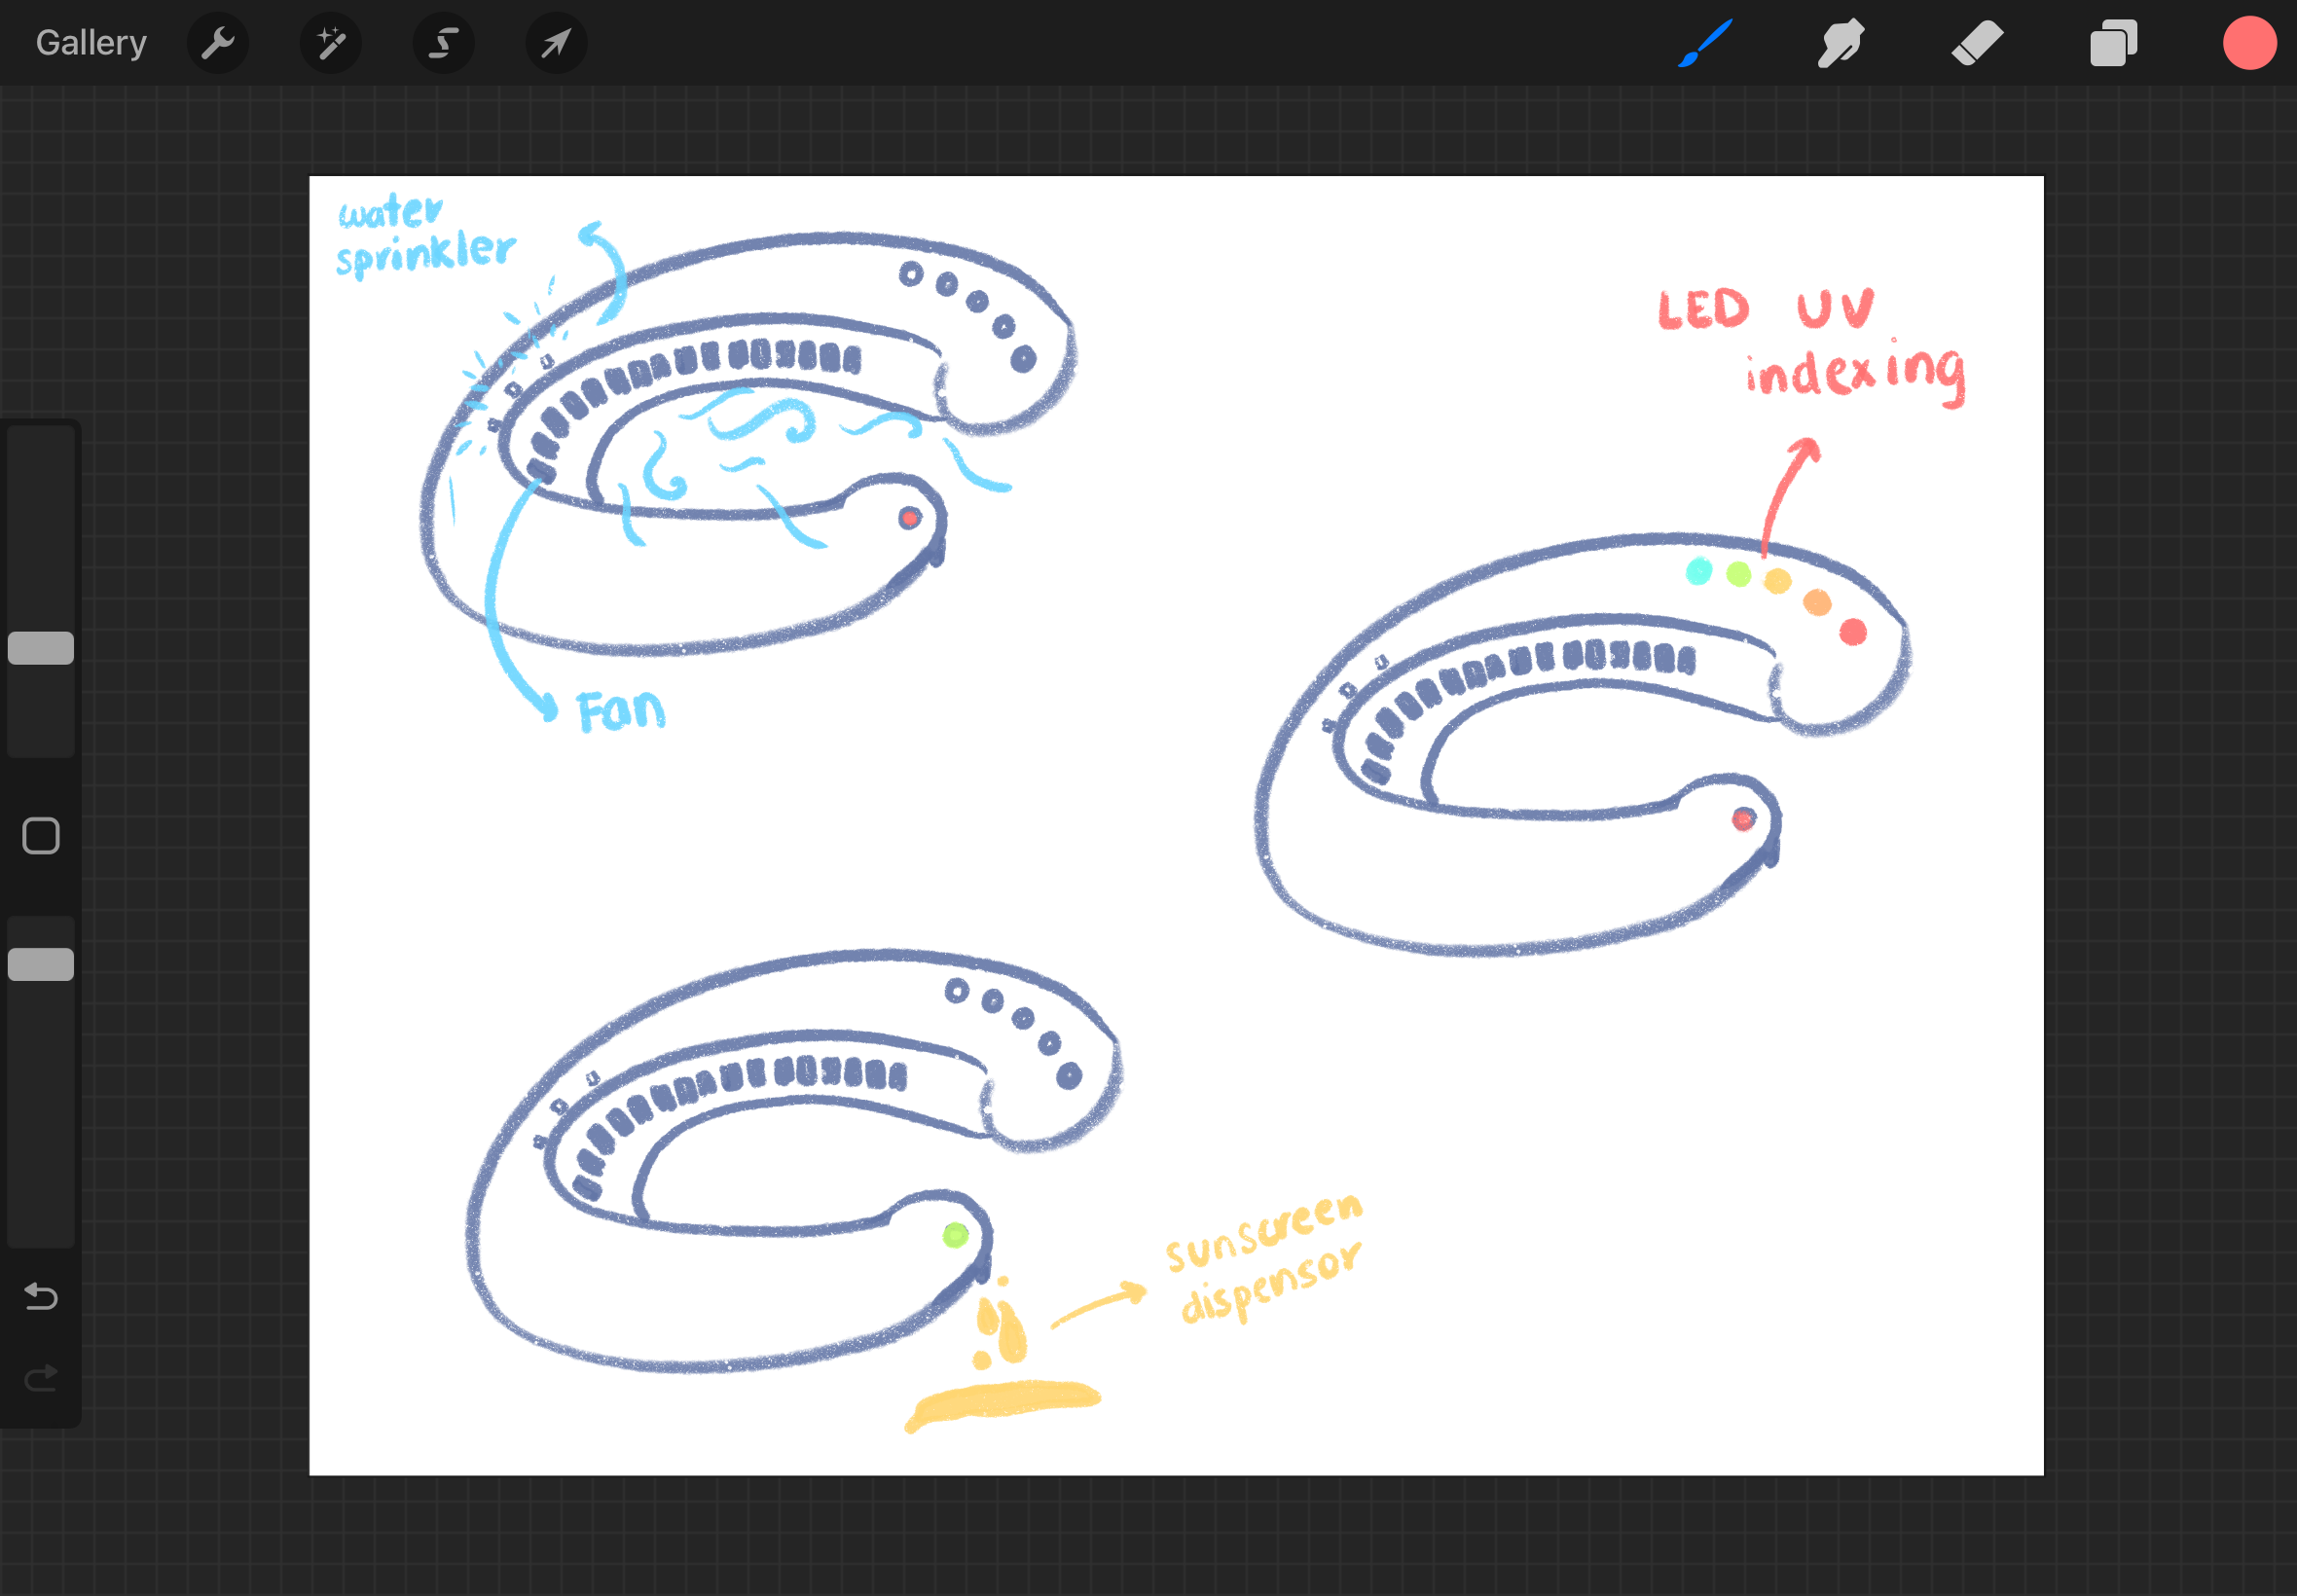 Gallery
water
sprinkler
LED UV
indexing
Fan
sunscreen
dispensor